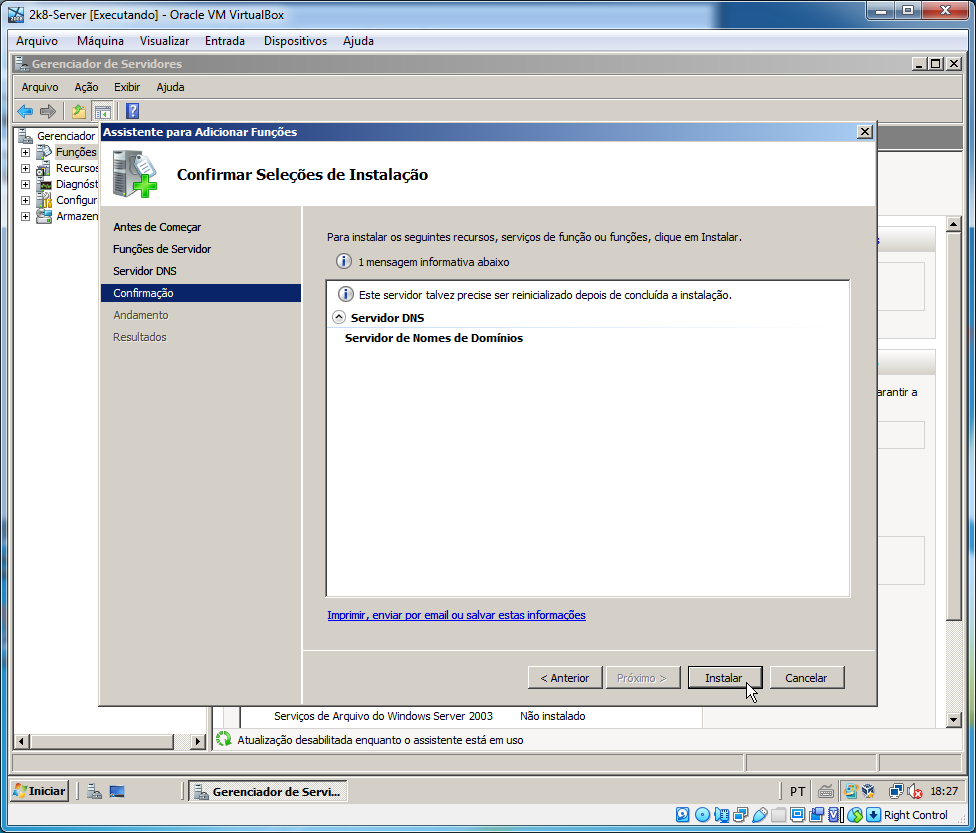 2k8-Server [Executando] - Oracle VM VirtualBox
Arquivo Máquina Visualizar Entrada Dispositivos Ajuda
Gerenciador de Servidores
Arquivo Ação Exibir Ajuda
Gerenciador
Funções
Recursos
Diagnóst
Configur
Armazen
Assistente para Adicionar Funções
Confirmar Seleções de Instalação
Antes de Começar
Funções de Servidor
Servidor DNS
Confirmação
Andamento
Resultados
Para instalar os seguintes recursos, serviços de função ou funções, clique em Instalar.
1 mensagem informativa abaixo
Este servidor talvez precise ser reinicializado depois de concluída a instalação.
Servidor DNS
Servidor de Nomes de Domínios
Imprimir, enviar por email ou salvar estas informações
< Anterior Próximo > Instalar Cancelar
arantir a
Serviços de Arquivo do Windows Server 2003 Não instalado
Atualização desabilitada enquanto o assistente está em uso
Iniciar Gerenciador de Servi... PT 18:27
Right Control